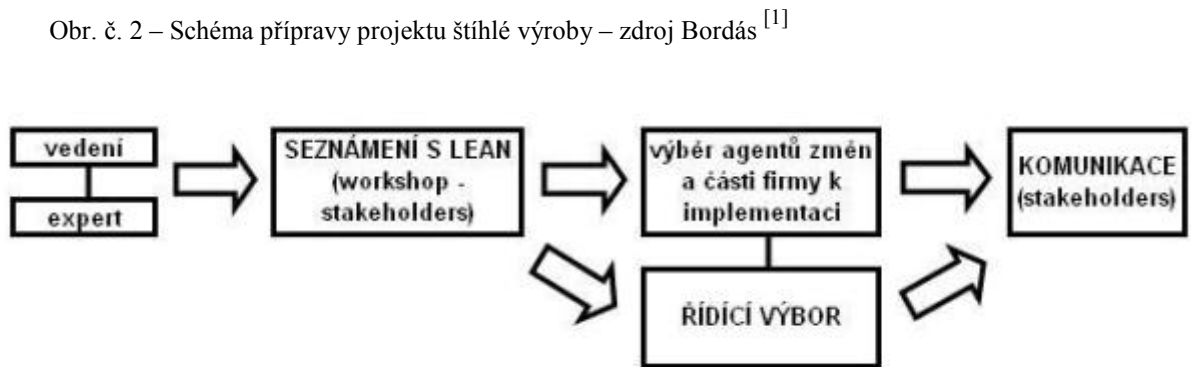 Obr. č. 2 – Schéma přípravy projektu štíhlé výroby – zdroj Bordás [1]
vedení
expert
SEZNÁMENÍ S LEAN
(workshop -
stakeholders)
výběr agentů změn
a části firmy k
implementaci
ŘÍDÍCÍ VÝBOR
KOMUNIKACE
(stakeholders)